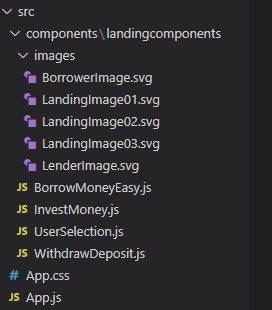 src
components\landingcomponents
images
BorrowerImage.svg
LandingImage01.svg
LandingImage02.svg
LandingImage03.svg
LenderImage.svg
JS BorrowMoneyEasy.js
JS InvestMoney.js
JS UserSelection.js
JS WithdrawDeposit.js
# App.css
JS App.js